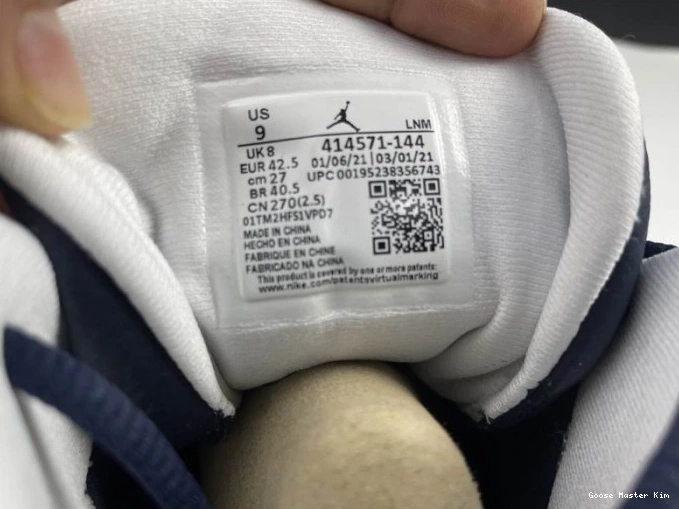 US
9
LNM
UK 8
414571-144
EUR 42.5
01/06/21 | 03/01/21
cm 27
UPC 00195238356743
BR 40.5
CN 270(2.5)
01TM2HFS1VPD7
MADE IN CHINA
HECHO EN CHINA
FABRIQUE EN CHINE
FABRICADO NA CHINA
This product is covered by one or more patents:
www.nike.com/patentsvirtualmarking
Goose Master Kim